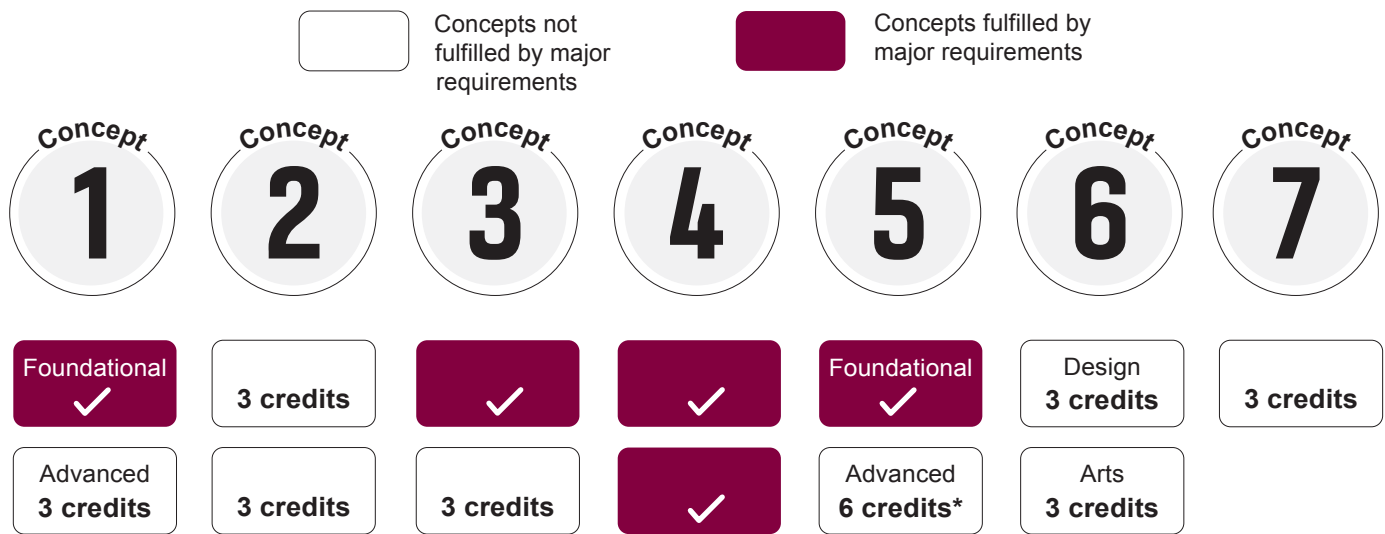 Concepts not
fulfilled by major
requirements
Concepts fulfilled by
major requirements
Concept
1
Concept
2
Concept
3
Concept
4
Concept
5
Concept
6
Concept
7
Foundational
3 credits
Foundational
Design
3 credits
3 credits
Advanced
3 credits
3 credits
3 credits
Advanced
6 credits*
Arts
3 credits